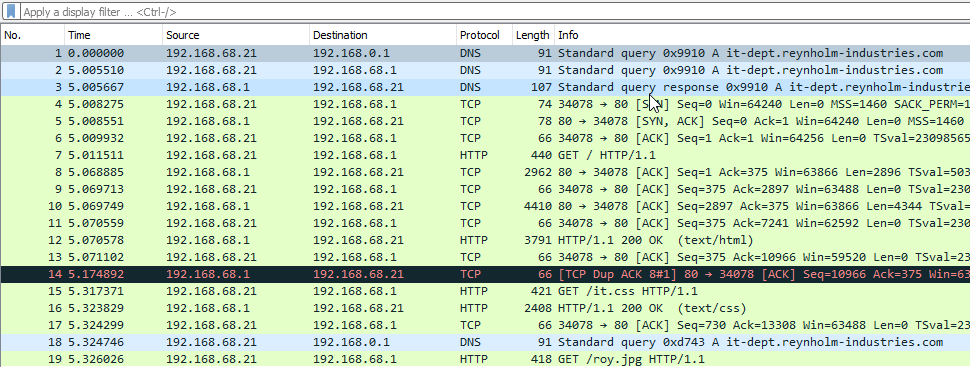 Apply a display filter ... <Ctrl-/>
No. Time Source Destination Protocol Length Info
1 0.000000 192.168.68.21 192.168.0.1 DNS 91 Standard query 0x9910 A it-dept.reynholm-industries.com
2 5.005510 192.168.68.21 192.168.68.1 DNS 91 Standard query 0x9910 A it-dept.reynholm-industries.com
3 5.005667 192.168.68.1 192.168.68.21 DNS 107 Standard query response 0x9910 A it-dept.reynholm-industrie
4 5.008275 192.168.68.21 192.168.68.1 TCP 74 34078 → 80 [SYN] Seq=0 Win=64240 Len=0 MSS=1460 SACK_PERM=1
5 5.008551 192.168.68.1 192.168.68.21 TCP 78 80 → 34078 [SYN, ACK] Seq=0 Ack=1 Win=64240 Len=0 MSS=1460
6 5.009932 192.168.68.21 192.168.68.1 TCP 66 34078 → 80 [ACK] Seq=1 Ack=1 Win=64256 Len=0 TSval=23098565
7 5.011511 192.168.68.21 192.168.68.1 HTTP 440 GET / HTTP/1.1
8 5.068885 192.168.68.1 192.168.68.21 TCP 2962 80 → 34078 [ACK] Seq=1 Ack=375 Win=63866 Len=2896 TSval=503
9 5.069713 192.168.68.21 192.168.68.1 TCP 66 34078 → 80 [ACK] Seq=375 Ack=2897 Win=63488 Len=0 TSval=230
10 5.069749 192.168.68.1 192.168.68.21 TCP 4410 80 → 34078 [ACK] Seq=2897 Ack=375 Win=63866 Len=4344 TSval=
11 5.070559 192.168.68.21 192.168.68.1 TCP 66 34078 → 80 [ACK] Seq=375 Ack=7241 Win=62592 Len=0 TSval=230
12 5.070578 192.168.68.1 192.168.68.21 HTTP 3791 HTTP/1.1 200 OK (text/html)
13 5.071102 192.168.68.21 192.168.68.1 TCP 66 34078 → 80 [ACK] Seq=375 Ack=10966 Win=59520 Len=0 TSval=23
14 5.174892 192.168.68.1 192.168.68.21 TCP 66 [TCP Dup ACK 8#1] 80 → 34078 [ACK] Seq=10966 Ack=375 Win=63
15 5.317371 192.168.68.21 192.168.68.1 HTTP 421 GET /it.css HTTP/1.1
16 5.323829 192.168.68.1 192.168.68.21 HTTP 2408 HTTP/1.1 200 OK (text/css)
17 5.324299 192.168.68.21 192.168.68.1 TCP 66 34078 → 80 [ACK] Seq=730 Ack=13308 Win=63488 Len=0 TSval=23
18 5.324746 192.168.68.21 192.168.68.1 DNS 91 Standard query 0xd743 A it-dept.reynholm-industries.com
19 5.326026 192.168.68.21 192.168.68.1 HTTP 418 GET /roy.jpg HTTP/1.1